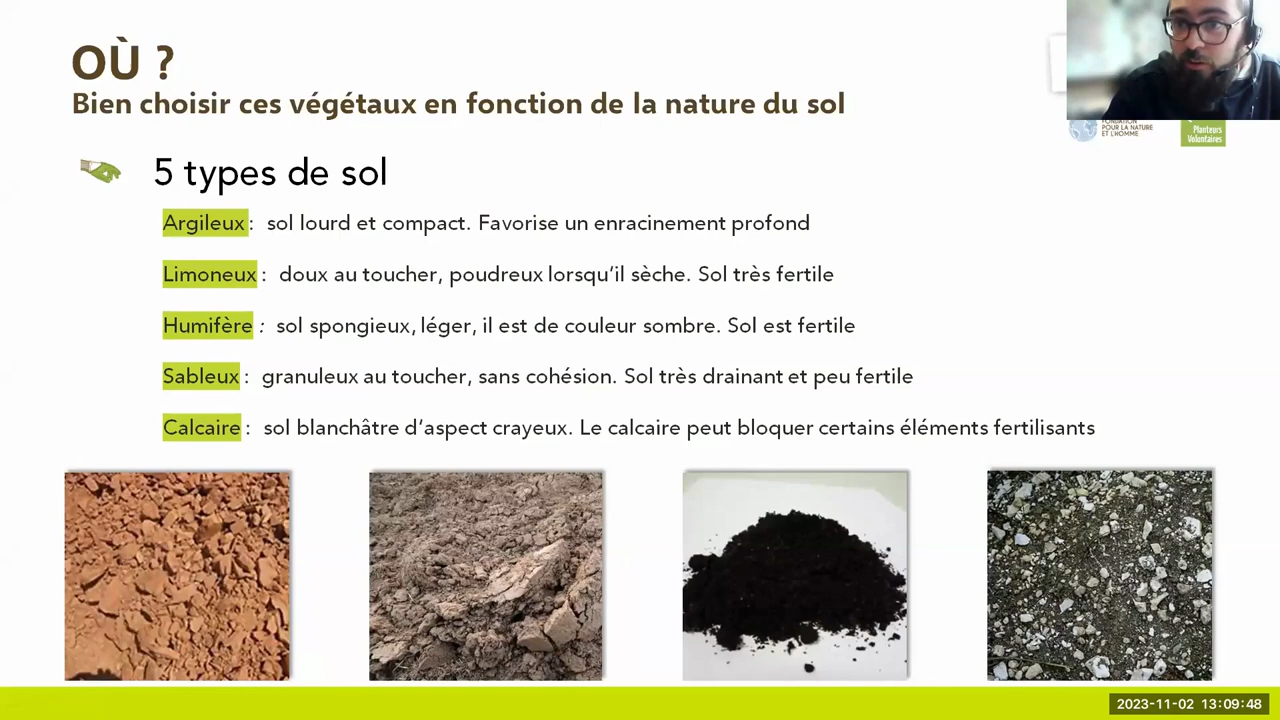 OÙ ?
Bien choisir ces végétaux en fonction de la nature du sol
FONDATION
POUR LA NATURE
ET L'HOMME
Planteurs
Volontaires
5 types de sol
Argileux : sol lourd et compact. Favorise un enracinement profond
Limoneux : doux au toucher, poudreux lorsqu’il sèche. Sol très fertile
Humifère : sol spongieux, léger, il est de couleur sombre. Sol est fertile
Sableux : granuleux au toucher, sans cohésion. Sol très drainant et peu fertile
Calcaire : sol blanchâtre d’aspect crayeux. Le calcaire peut bloquer certains éléments fertilisants
2023-11-02 13:09:48